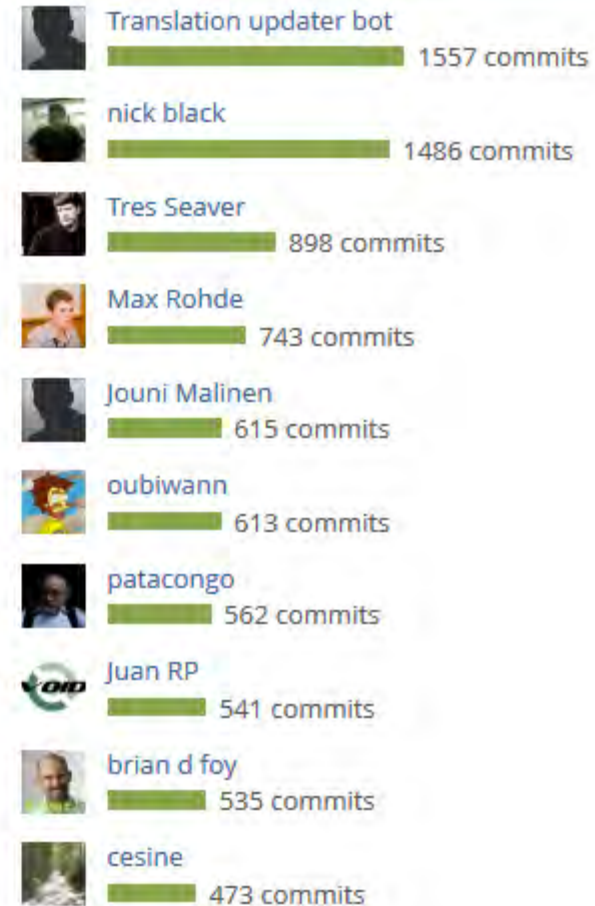 Translation updater bot
1557 commits
nick black
1486 commits
Tres Seaver
898 commits
Max Rohde
743 commits
Jouni Malinen
615 commits
oubiwann
613 commits
patacongo
562 commits
Juan RP
VOID
541 commits
brian d foy
535 commits
cesine
473 commits